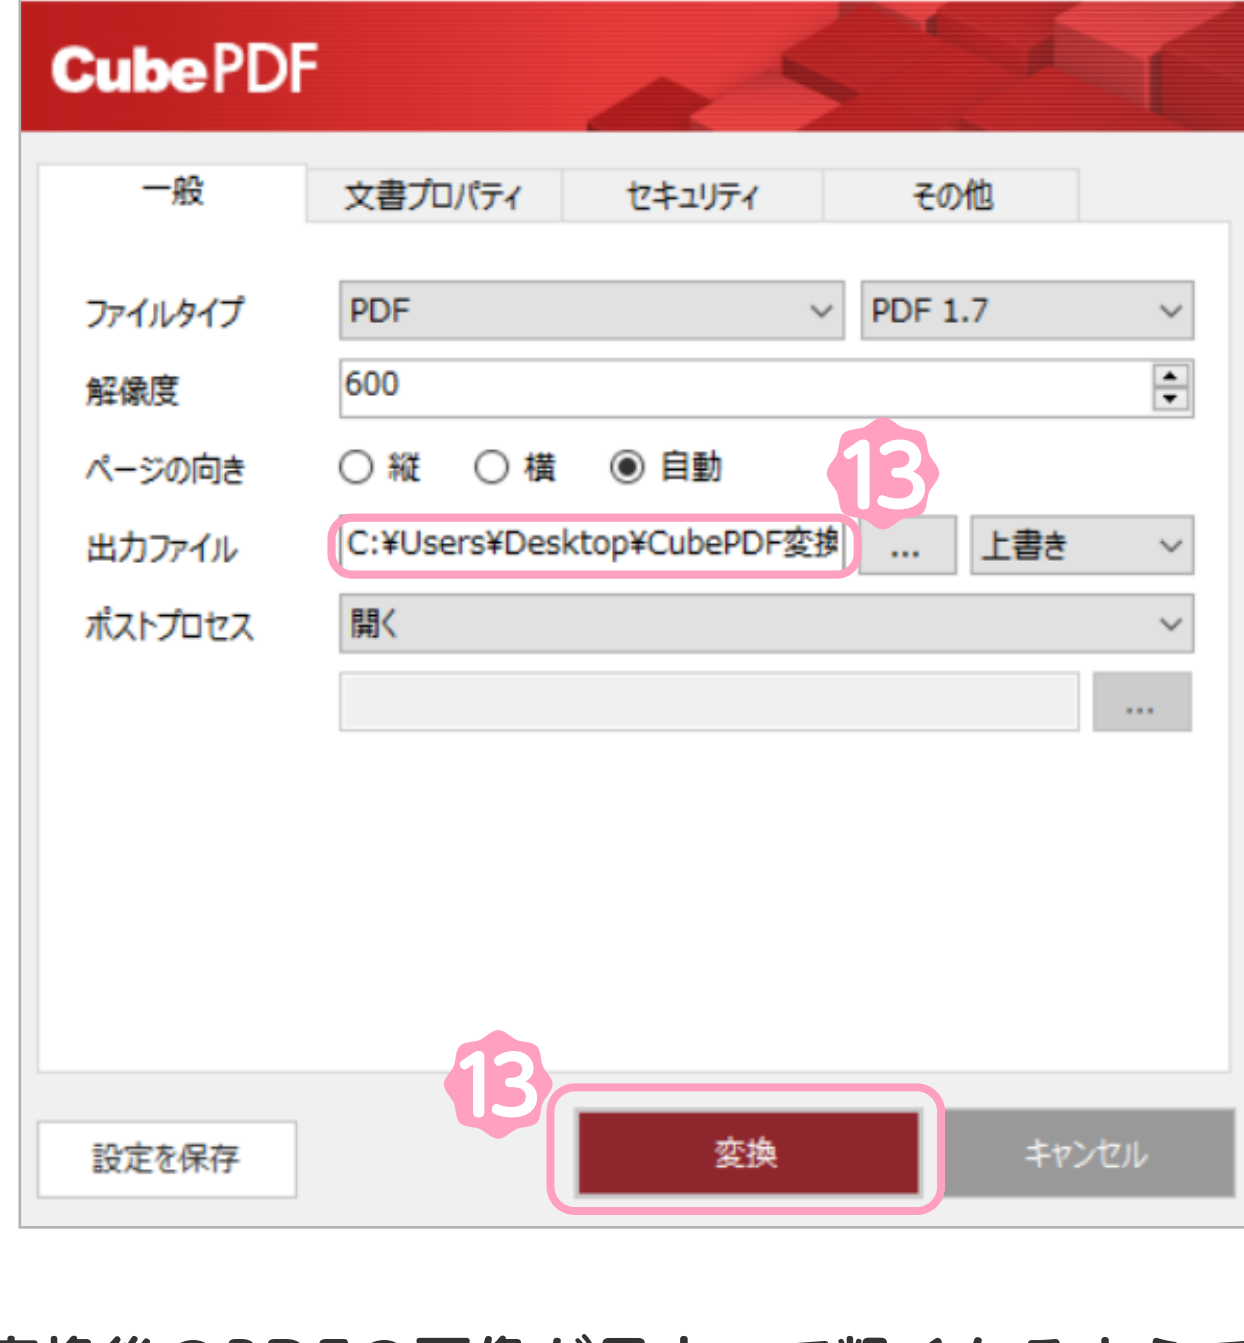 CubePDF
一般 文書プロパティ セキュリティ その他
ファイルタイプ PDF PDF 1.7
解像度 600
ページの向き 縦 横 自動 13
出力ファイル C:¥Users¥Desktop¥CubePDF変換 ... 上書き
ポストプロセス 開く
...
13
設定を保存 変換 キャンセル